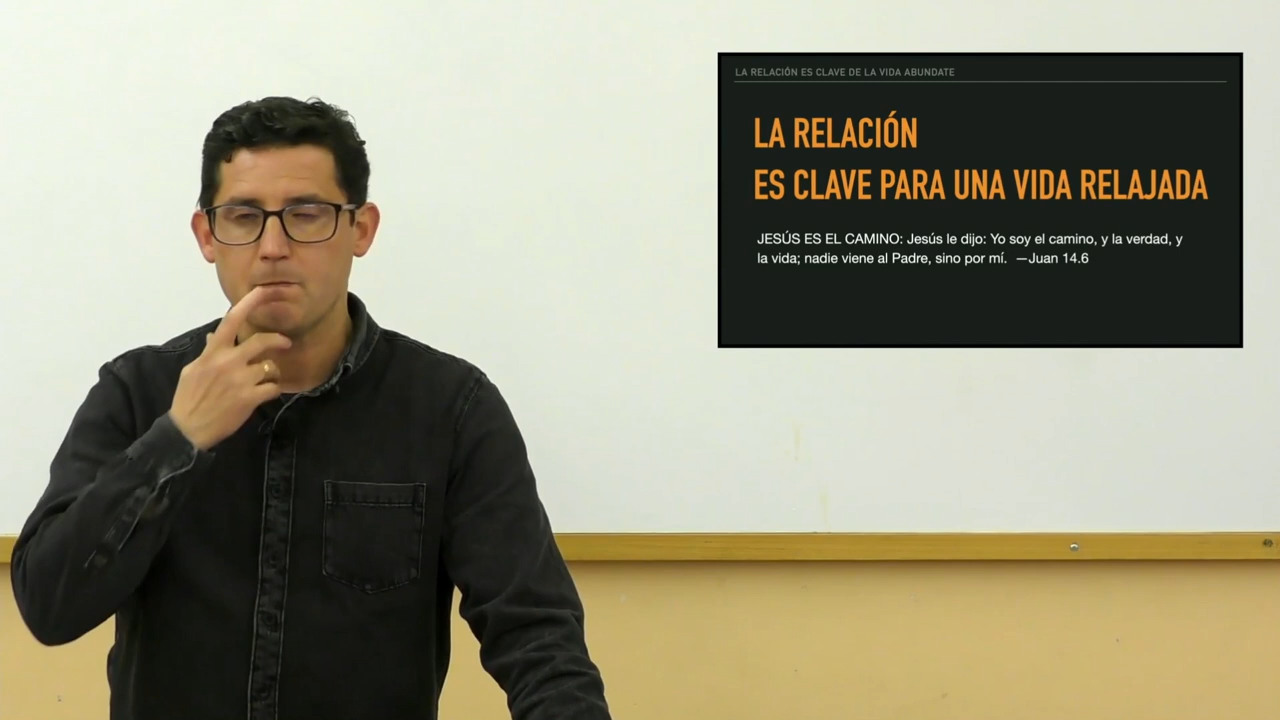 LA RELACIÓN ES CLAVE DE LA VIDA ABUNDATE
LA RELACIÓN
ES CLAVE PARA UNA VIDA RELAJADA
JESÚS ES EL CAMINO: Jesús le dijo: Yo soy el camino, y la verdad, y
la vida; nadie viene al Padre, sino por mí. —Juan 14.6